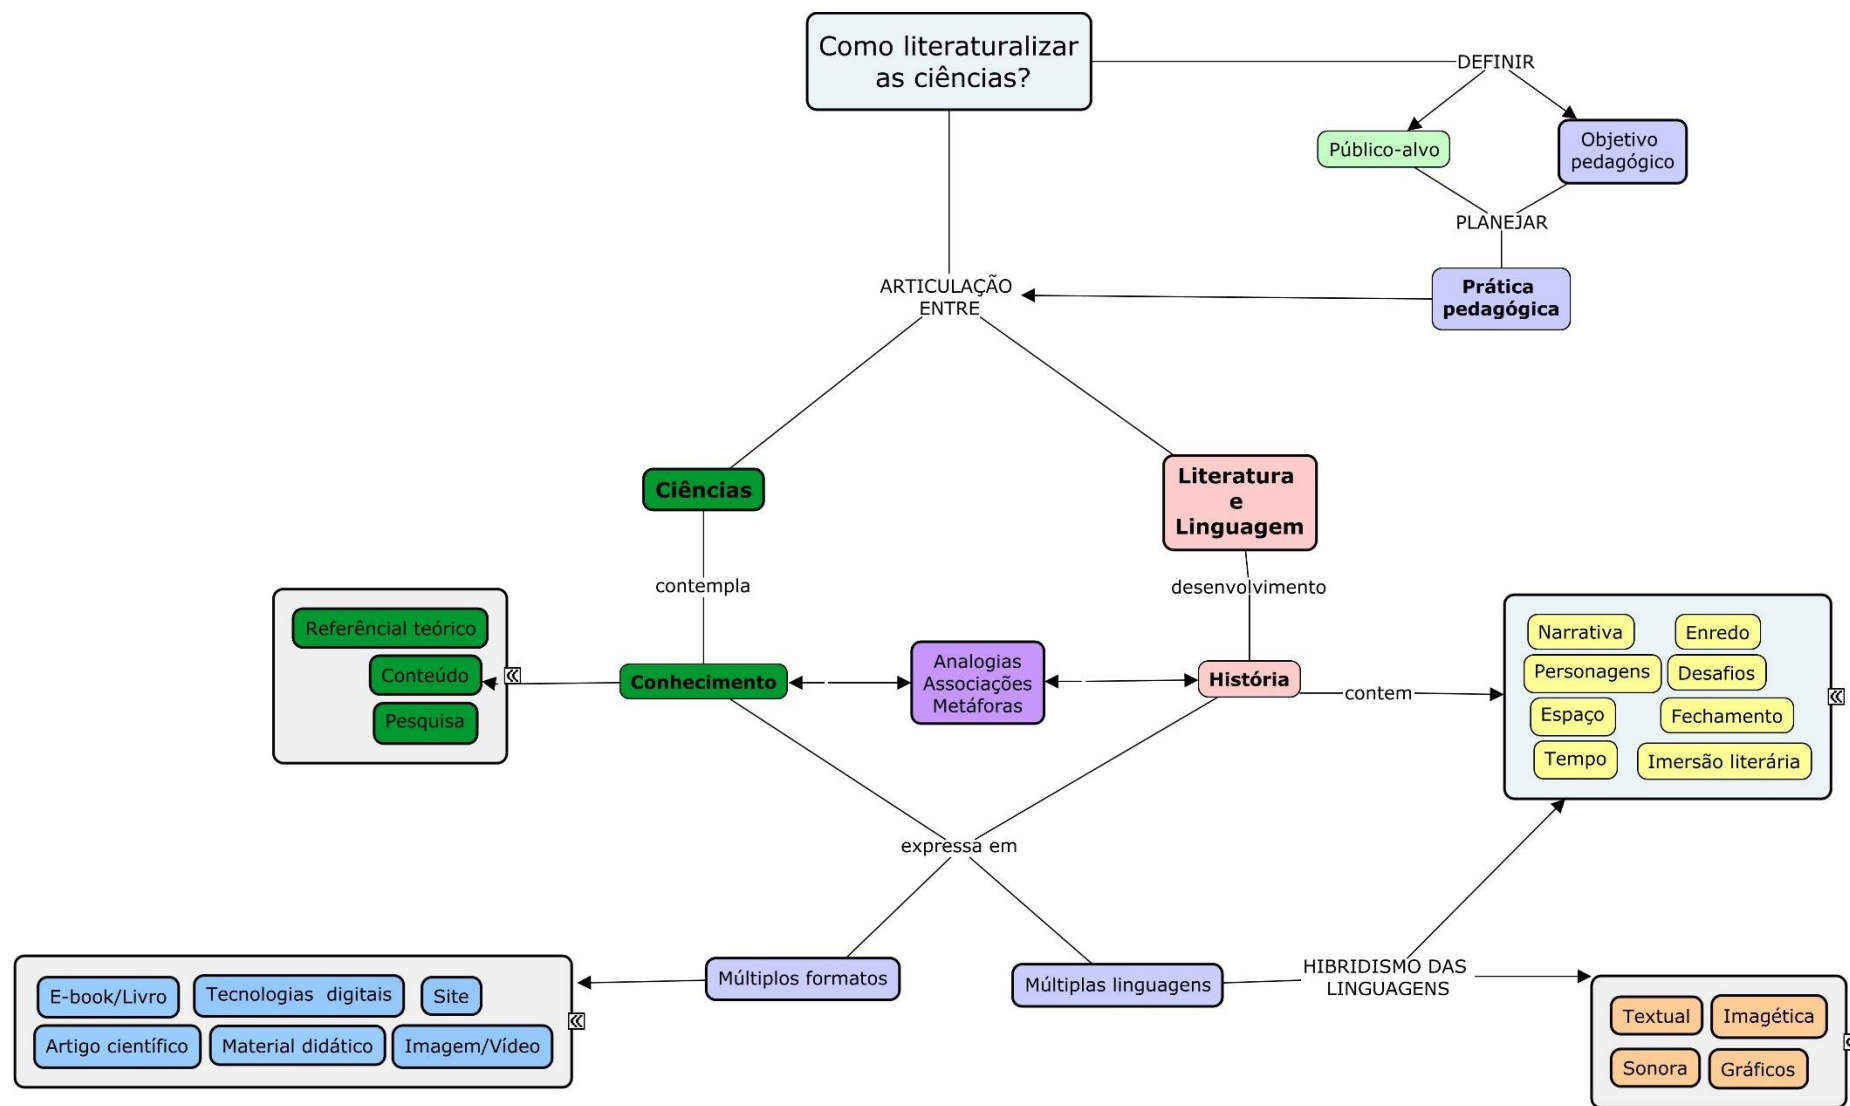 Como literaturalizar
as ciências?
DEFINIR
Público-alvo
Objetivo
pedagógico
PLANEJAR
Prática
pedagógica
ARTICULAÇÃO
ENTRE
Ciências
Literatura
e
Linguagem
contempla
desenvolvimento
Referêncial teórico
Conteúdo
Pesquisa
Conhecimento
Analogias
Associações
Metáforas
História
contem
Narrativa
Enredo
Personagens
Desafios
Espaço
Fechamento
Tempo
Imersão literária
expressa em
Múltiplos formatos
Múltiplas linguagens
HIBRIDISMO DAS
LINGUAGENS
E-book/Livro
Tecnologias digitais
Site
Artigo científico
Material didático
Imagem/Vídeo
Textual
Imagética
Sonora
Gráficos